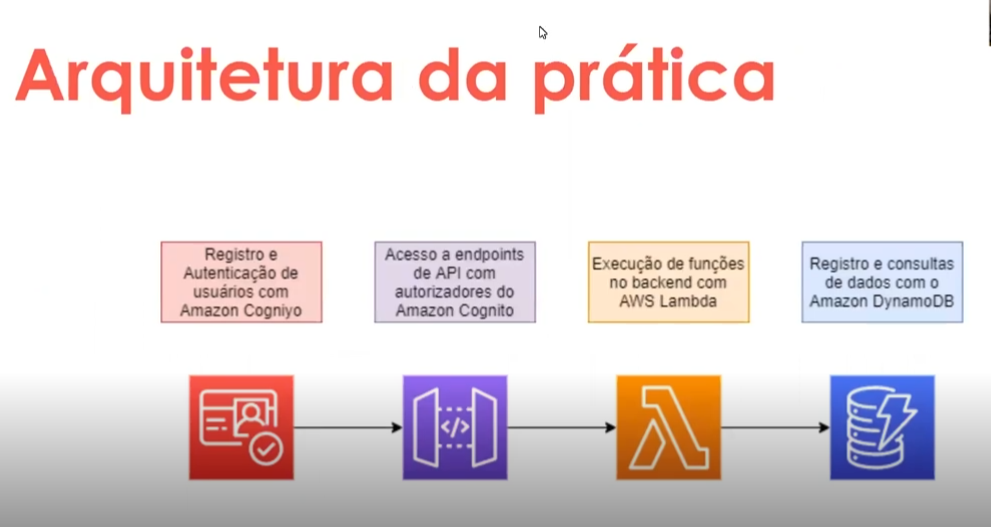 Arquitetura da prática
Registro e
Autenticação de
usuários com
Amazon Cogniyo
Acesso a endpoints
de API com
autorizadores do
Amazon Cognito
Execução de funções
no backend com
AWS Lambda
Registro e consultas
de dados com o
Amazon DynamoDB
</>